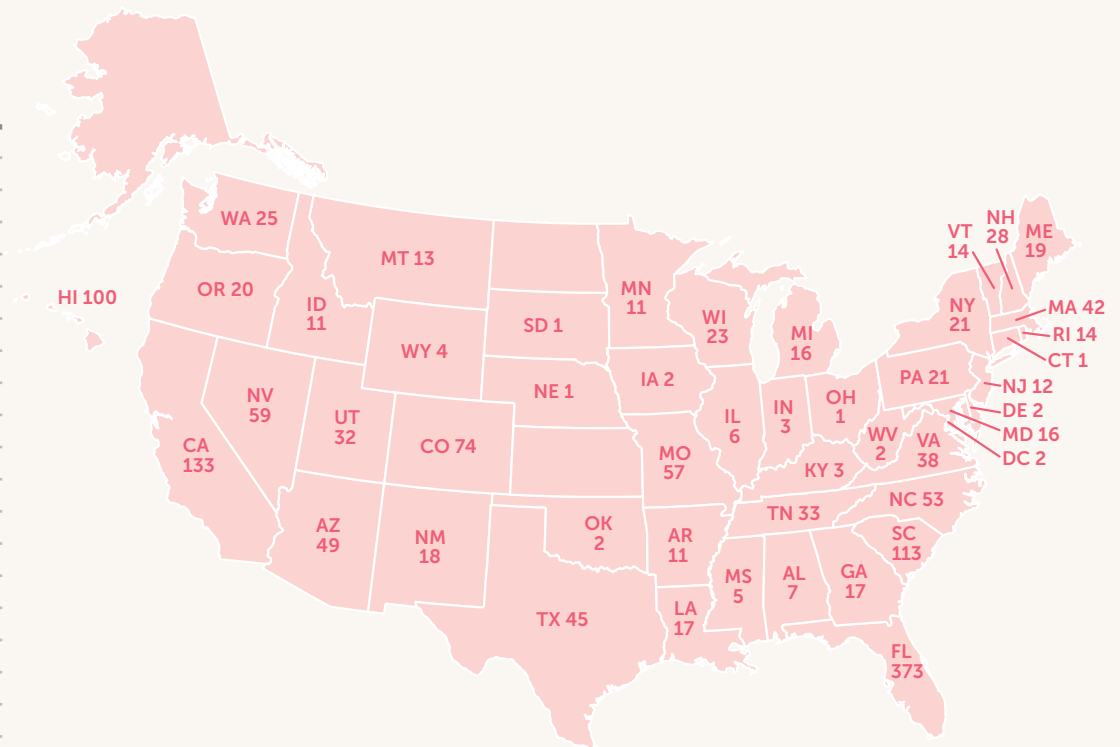 WA 25
MT 13
OR 20
ID
11
HI 100
WY 4
SD 1
NE 1
MN
11
IA 2
WI
23
MI
16
NV
59
UT
32
CO 74
CA
133
AZ
49
NM
18
OK
2
TX 45
MO
57
AR
11
LA
17
IL
6
IN
3
OH
1
KY 3
TN 33
MS
5
AL
7
GA
17
FL
373
SC
113
NC 53
WV
2
VA
38
PA 21
NY
21
VT
14
NH
28
ME
19
MA 42
RI 14
CT 1
NJ 12
DE 2
MD 16
DC 2